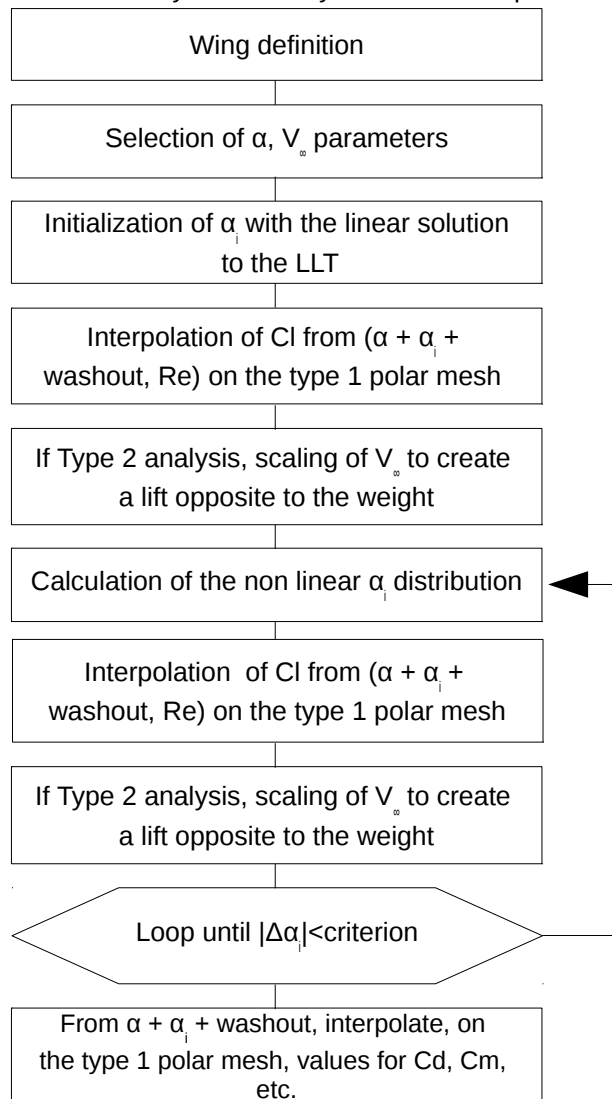 Wing definition
Selection of α, V∞ parameters
Initialization of αi with the linear solution
to the LLT
Interpolation of Cl from (α + αi +
washout, Re) on the type 1 polar mesh
If Type 2 analysis, scaling of V∞ to create
a lift opposite to the weight
Calculation of the non linear αi distribution
Interpolation of Cl from (α + αi +
washout, Re) on the type 1 polar mesh
If Type 2 analysis, scaling of V∞ to create
a lift opposite to the weight
Loop until |Δαi|<criterion
From α + αi + washout, interpolate, on
the type 1 polar mesh, values for Cd, Cm,
etc.